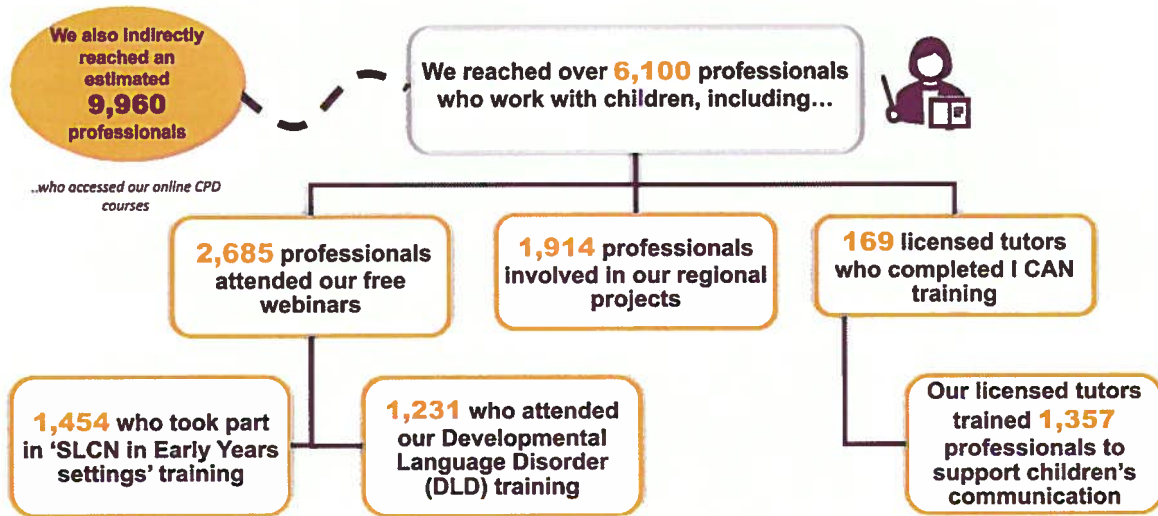 We also indirectly
reached an
estimated
9,960
professionals
..who accessed our online CPD
courses
We reached over 6,100 professionals
who work with children, including…
2,685 professionals
attended our free
webinars
1,914 professionals
involved in our regional
projects
169 licensed tutors
who completed I CAN
training
1,454 who took part
in ‘SLCN in Early Years
settings’ training
1,231 who attended
our Developmental
Language Disorder
(DLD) training
Our licensed tutors
trained 1,357
professionals to
support children’s
communication